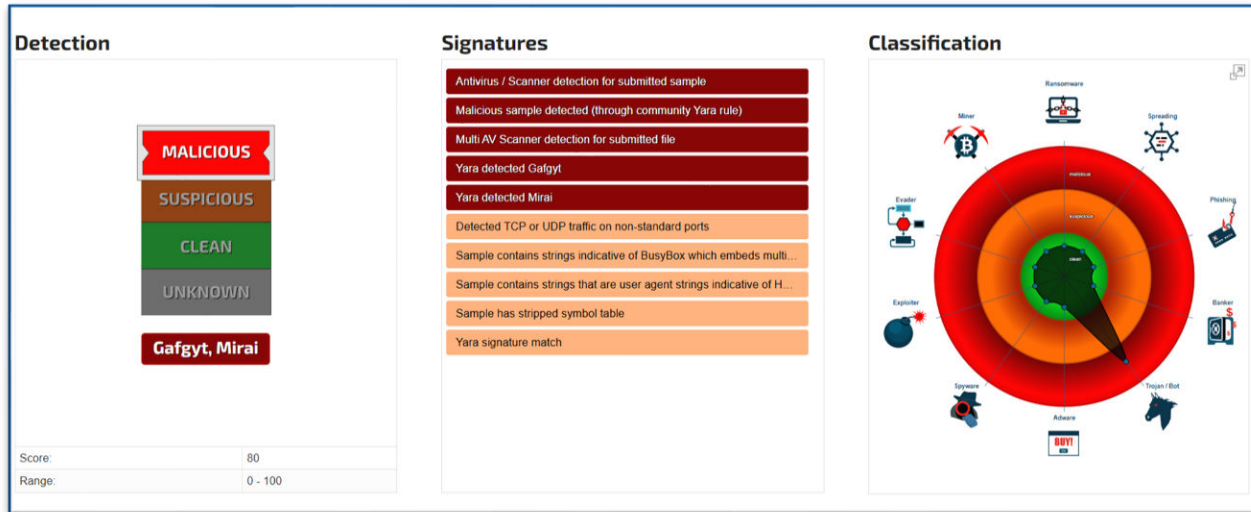 Detection
MALICIOUS
SUSPICIOUS
CLEAN
UNKNOWN
Gafgyt, Mirai
Score: 80
Range: 0 - 100
Signatures
Antivirus / Scanner detection for submitted sample
Malicious sample detected (through community Yara rule)
Multi AV Scanner detection for submitted file
Yara detected Gafgyt
Yara detected Mirai
Detected TCP or UDP traffic on non-standard ports
Sample contains strings indicative of BusyBox which embeds multi...
Sample contains strings that are user agent strings indicative of H...
Sample has stripped symbol table
Yara signature match
Classification
Ransomware
Miner
Spreading
malicious
Evader
suspicious
Phishing
clean
Exploiter
Banker
Spyware
Trojan / Bot
Adware
BUY!